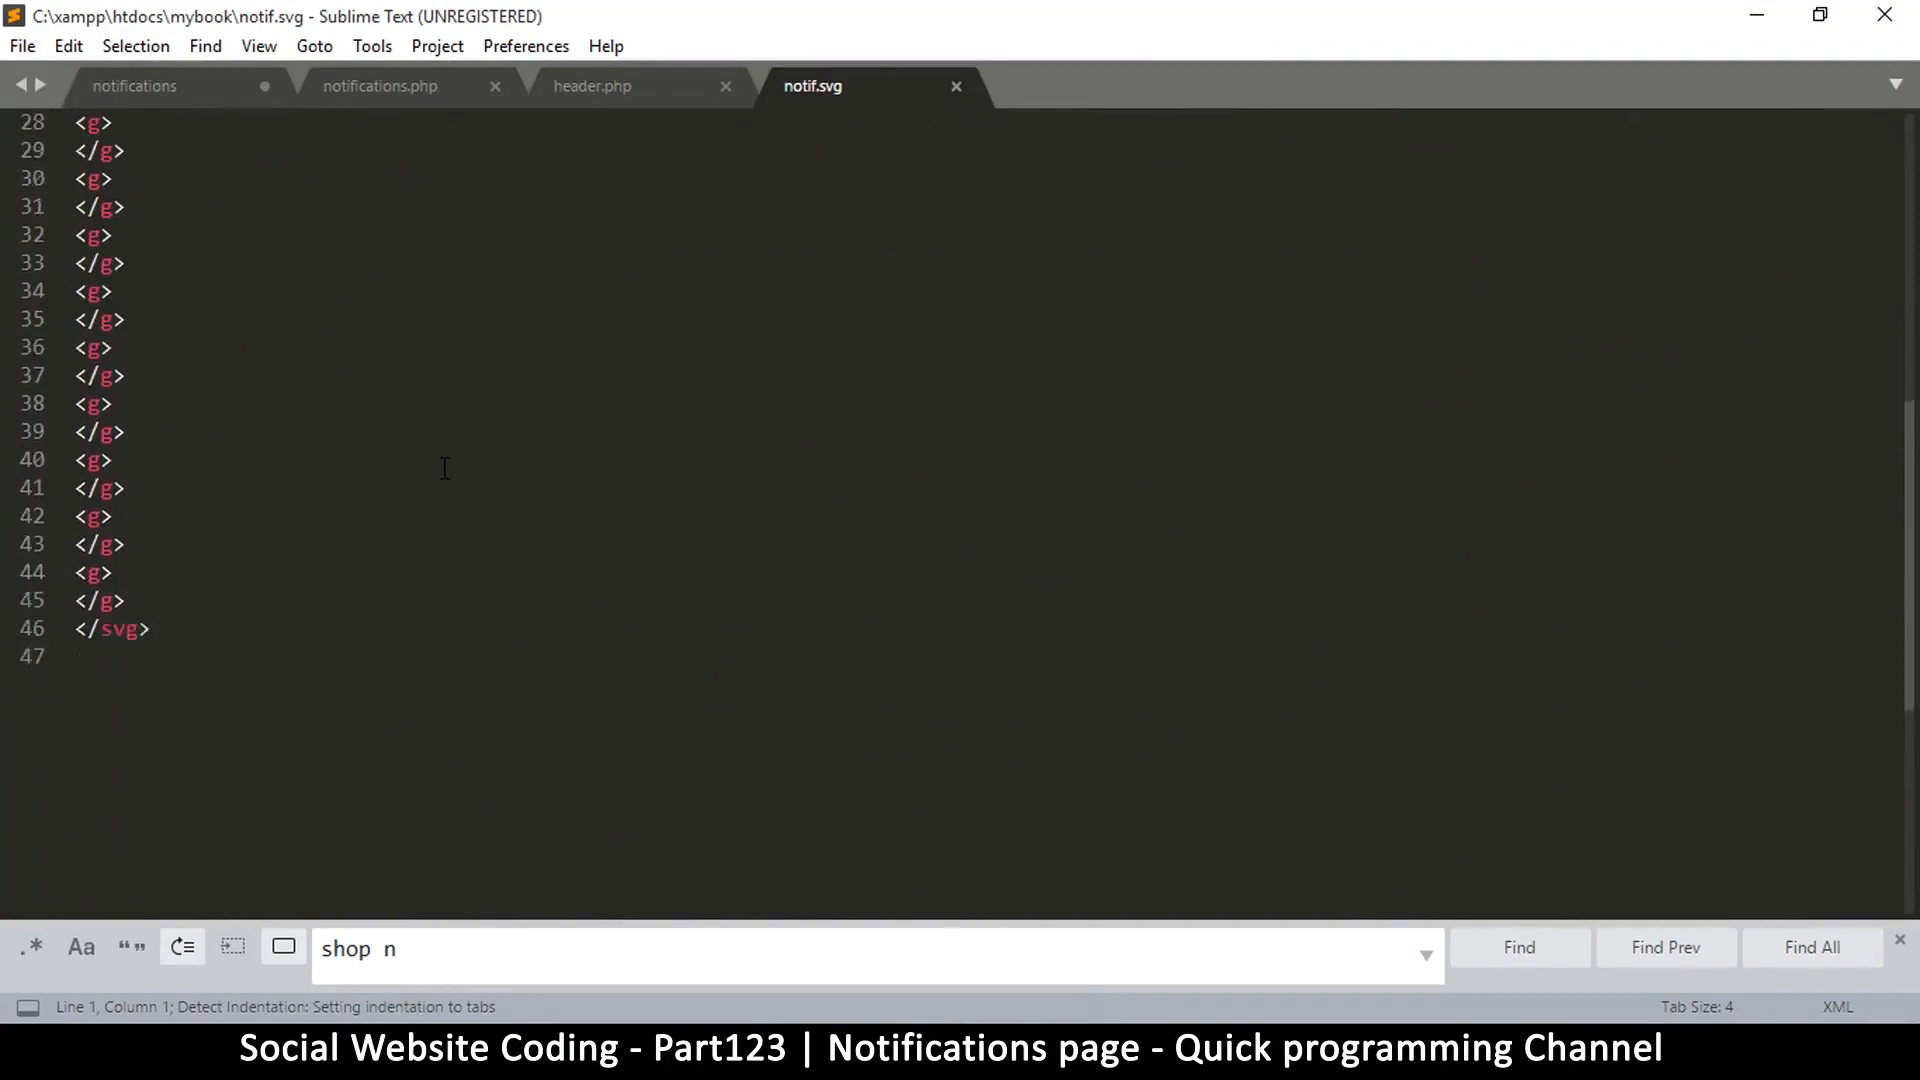 C:\xampp\htdocs\mybook\notif.svg - Sublime Text (UNREGISTERED)
File Edit Selection Find View Goto Tools Project Preferences Help
notifications notifications.php header.php notif.svg
28 <g>
29 </g>
30 <g>
31 </g>
32 <g>
33 </g>
34 <g>
35 </g>
36 <g>
37 </g>
38 <g>
39 </g>
40 <g>
41 </g>
42 <g>
43 </g>
44 <g>
45 </g>
46 </svg>
47
.* Aa “” shop n Find Find Prev Find All
Line 1, Column 1; Detect Indentation: Setting indentation to tabs Tab Size: 4 XML
Social Website Coding - Part123 | Notifications page - Quick programming Channel